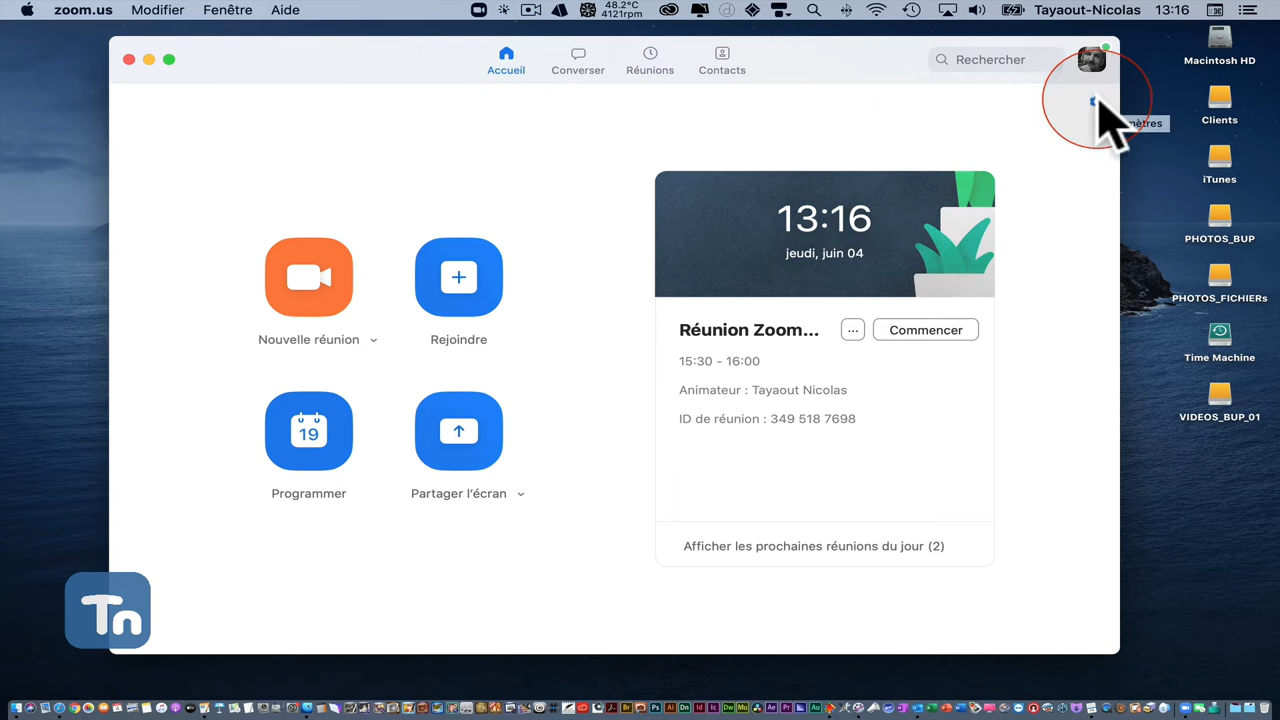 zoom.us Modifier Fenêtre Aide
48.2°C
4121rpm
Tayaout-Nicolas 13:16
Accueil Converser Réunions Contacts
Rechercher
Macintosh HD
Clients
iTunes
PHOTOS_BUP
PHOTOS_FICHIERs
Time Machine
VIDEOS_BUP_01
13:16
jeudi, juin 04
Nouvelle réunion
Rejoindre
19
Programmer
Partager l'écran
Réunion Zoom...
... Commencer
15:30 - 16:00
Animateur : Tayaout Nicolas
ID de réunion : 349 518 7698
Afficher les prochaines réunions du jour (2)
Tn